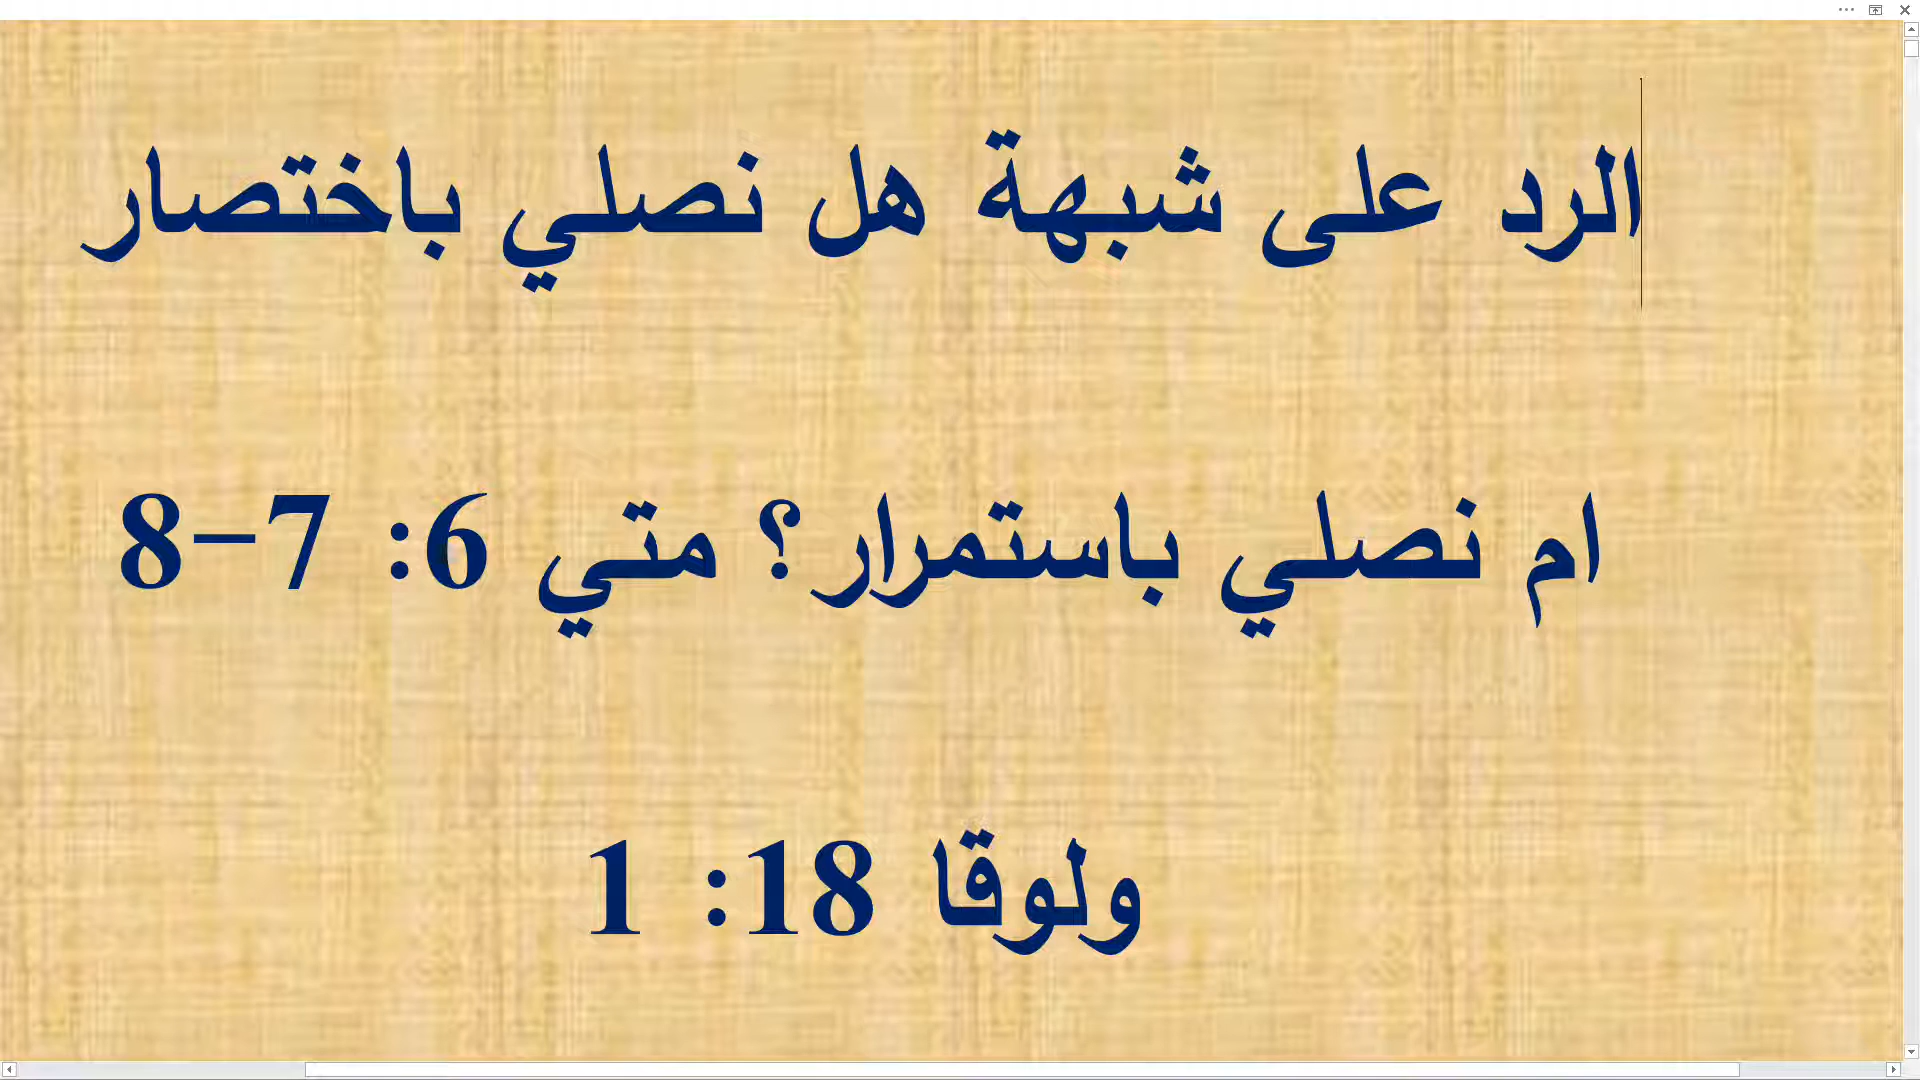 الرد على شبهة هل نصلي باختصار
ام نصلي باستمرار؟ متي 6: 7-8
ولوقا 18: 1